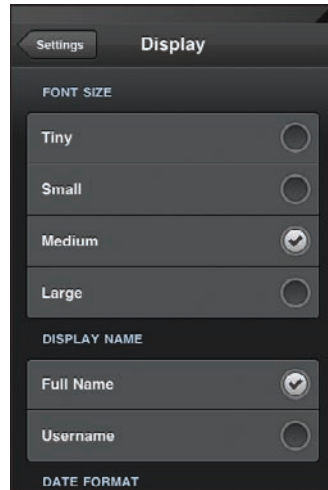 Settings
Display
FONT SIZE
Tiny
Small
Medium
Large
DISPLAY NAME
Full Name
Username
DATE FORMAT